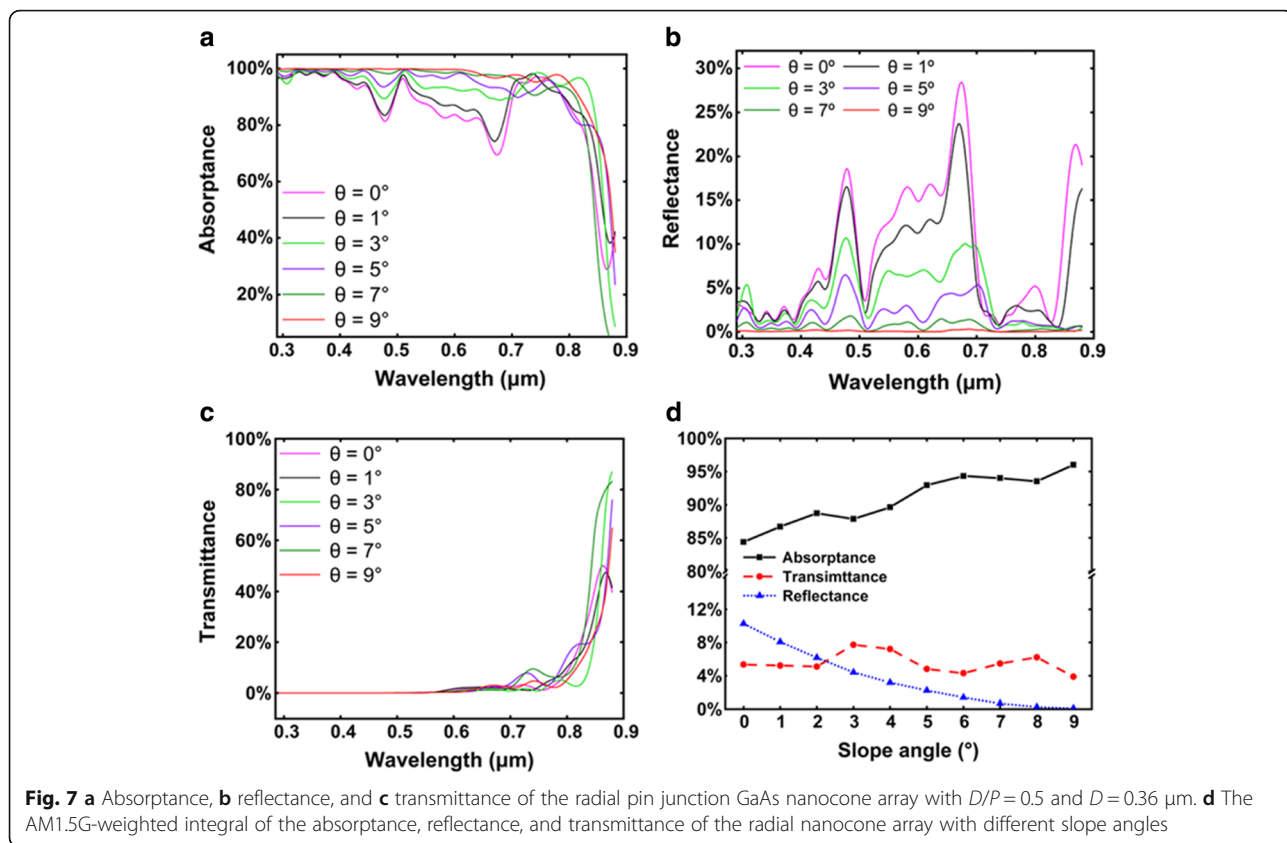 a
100%
80%
60%
40%
20%
Absorptance
θ = 0°
θ = 1°
θ = 3°
θ = 5°
θ = 7°
θ = 9°
0.3 0.4 0.5 0.6 0.7 0.8 0.9
Wavelength (μm)
b
30%
25%
20%
15%
10%
5%
0%
Reflectance
θ = 0º θ = 1º
θ = 3º θ = 5º
θ = 7º θ = 9º
0.3 0.4 0.5 0.6 0.7 0.8 0.9
Wavelength (μm)
c
100%
80%
60%
40%
20%
0%
Transmittance
θ = 0°
θ = 1°
θ = 3°
θ = 5°
θ = 7°
θ = 9°
0.3 0.4 0.5 0.6 0.7 0.8 0.9
Wavelength (μm)
d
100%
95%
90%
85%
80%
12%
8%
4%
0%
Absorptance
Transimttance
Reflectance
0 1 2 3 4 5 6 7 8 9
Slope angle (°)
Fig. 7 a Absorptance, b reflectance, and c transmittance of the radial pin junction GaAs nanocone array with D/P = 0.5 and D = 0.36 μm. d The
AM1.5G-weighted integral of the absorptance, reflectance, and transmittance of the radial nanocone array with different slope angles